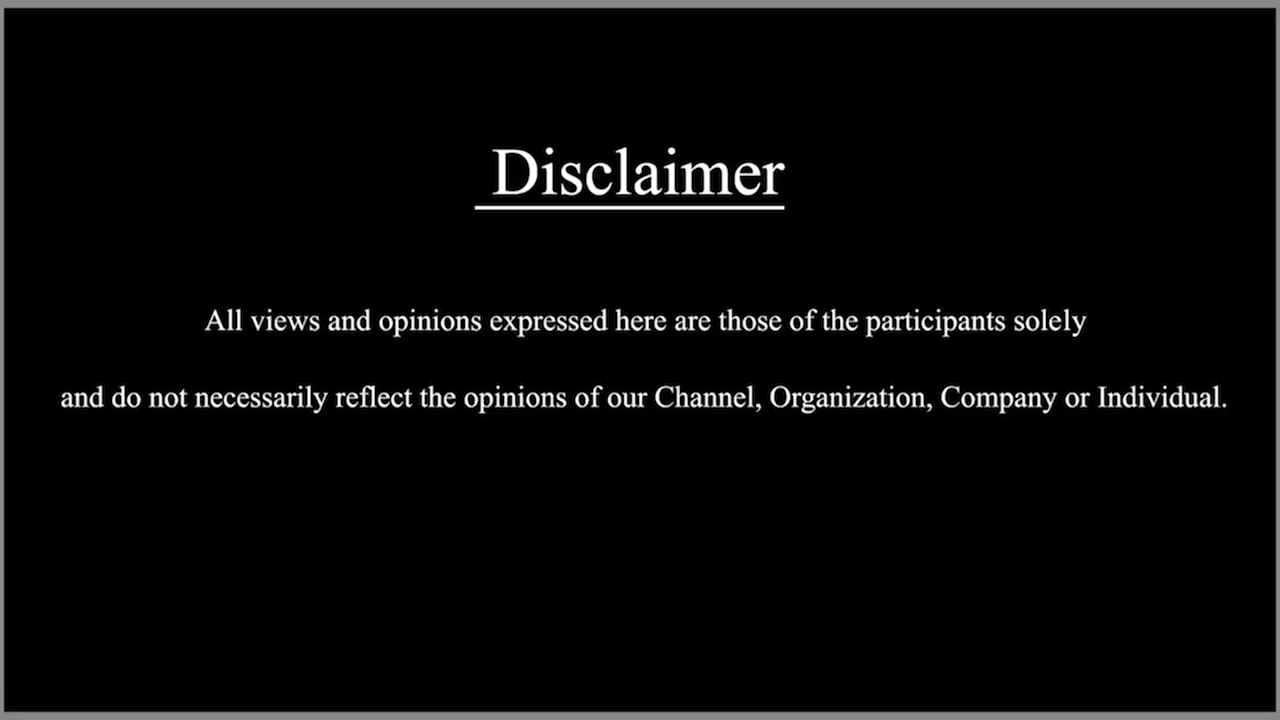 Disclaimer
All views and opinions expressed here are those of the participants solely
and do not necessarily reflect the opinions of our Channel, Organization, Company or Individual.